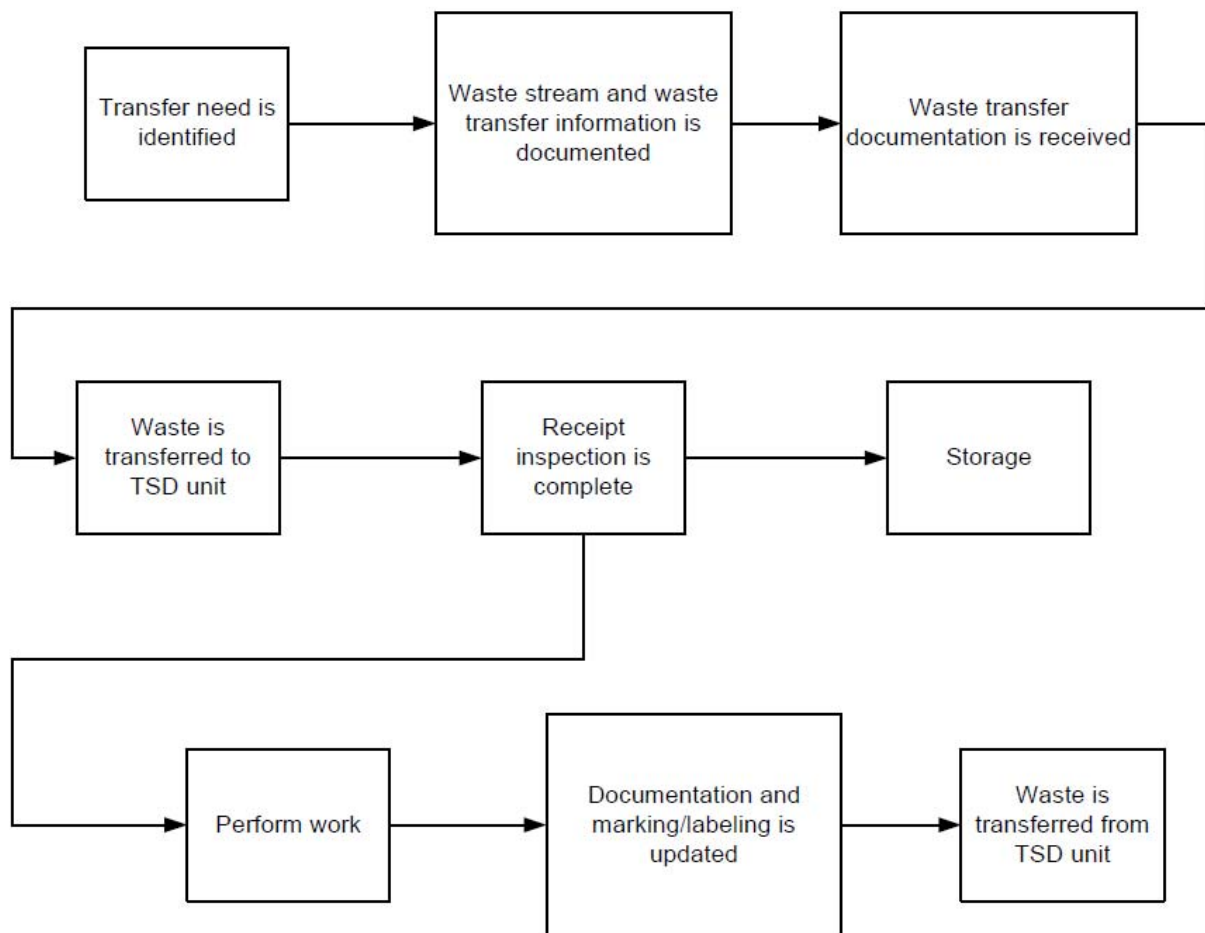 Transfer need is
identified
Waste stream and waste
transfer information is
documented
Waste transfer
documentation is received
Waste is
transferred to
TSD unit
Receipt
inspection is
complete
Storage
Perform work
Documentation and
marking/labeling is
updated
Waste is
transferred from
TSD unit